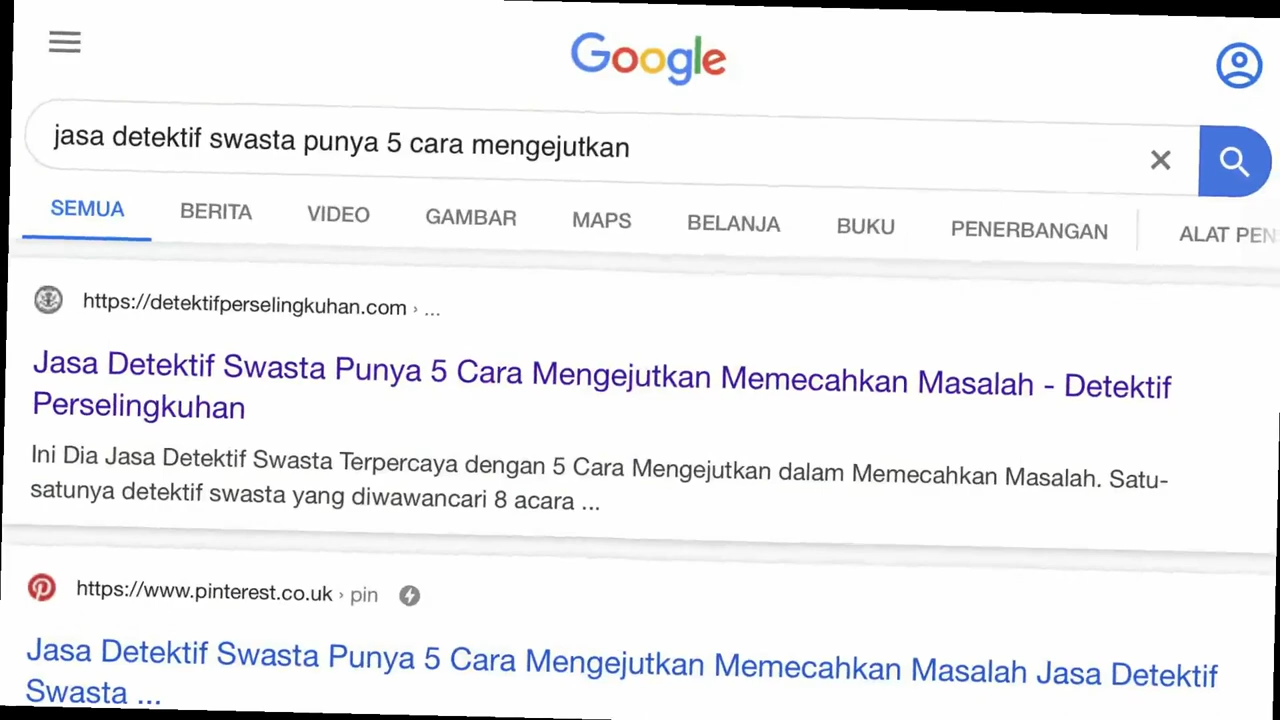 Google
jasa detektif swasta punya 5 cara mengejutkan
SEMUA BERITA VIDEO GAMBAR MAPS BELANJA BUKU PENERBANGAN ALAT
https://detektifperselingkuhan.com › ...
Jasa Detektif Swasta Punya 5 Cara Mengejutkan Memecahkan Masalah - Detektif
Perselingkuhan
Ini Dia Jasa Detektif Swasta Terpercaya dengan 5 Cara Mengejutkan dalam Memecahkan Masalah. Satu-
satunya detektif swasta yang diwawancari 8 acara ...
https://www.pinterest.co.uk › pin
Jasa Detektif Swasta Punya 5 Cara Mengejutkan Memecahkan Masalah Jasa Detektif
Swasta ...